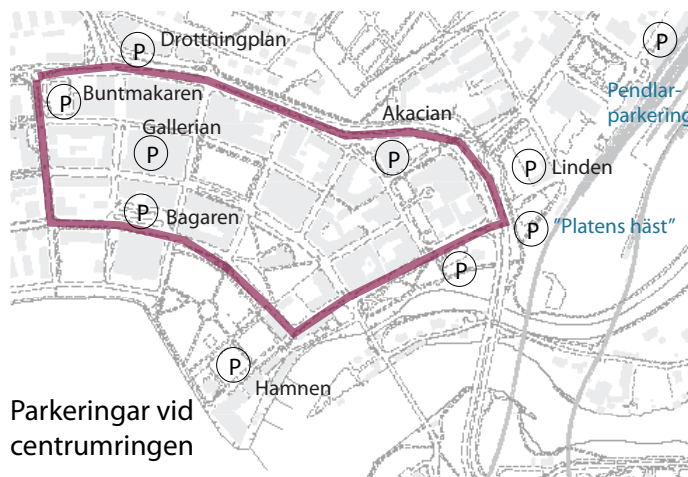 P
Drottningplan
P
P
Buntmakaren
Pendlar-
parkering
Akacian
Gallerian
P
P
P
Linden
P
Bagaren
P
"Platens häst"
P
P
Hamnen
Parkeringar vid
centrumringen